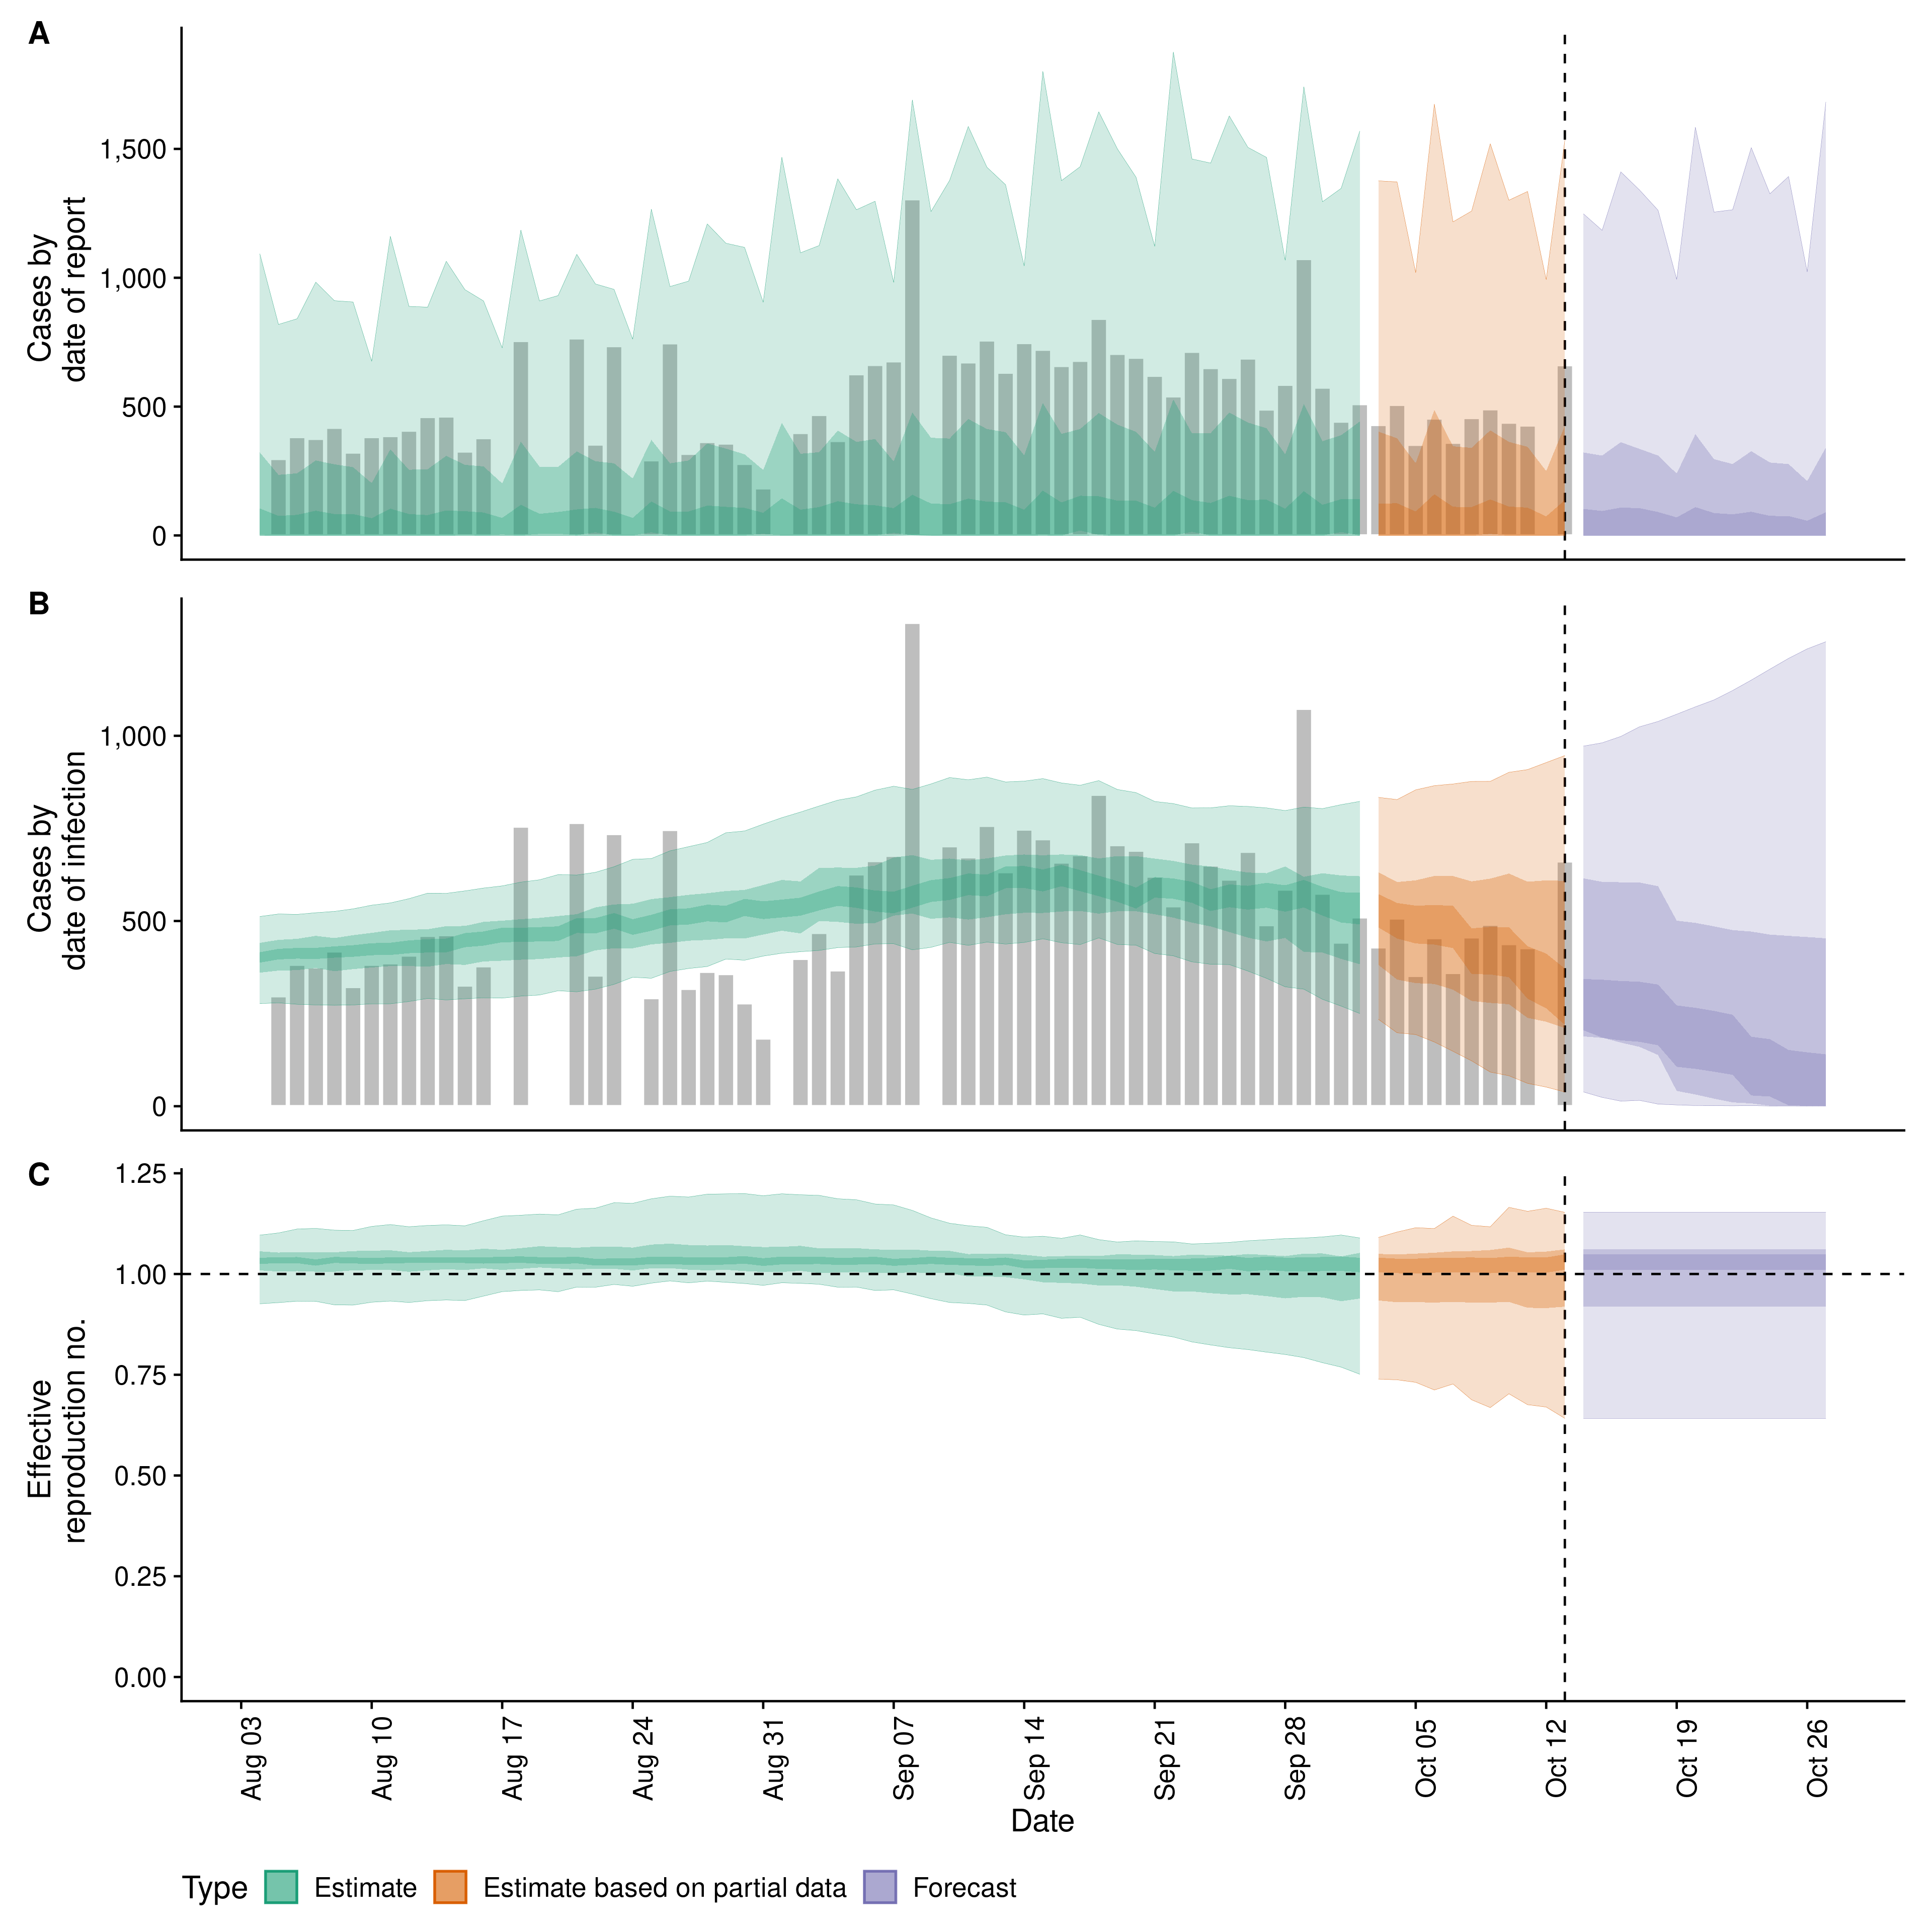 A
Cases by
date of report
1,500
1,000
500
0
B
Cases by
date of infection
1,000
500
0
C
Effective
reproduction no.
1.25
1.00
0.75
0.50
0.25
0.00
Aug 03
Aug 10
Aug 17
Aug 24
Aug 31
Sep 07
Sep 14
Sep 21
Sep 28
Oct 05
Oct 12
Oct 19
Oct 26
Date
Type Estimate Estimate based on partial data Forecast